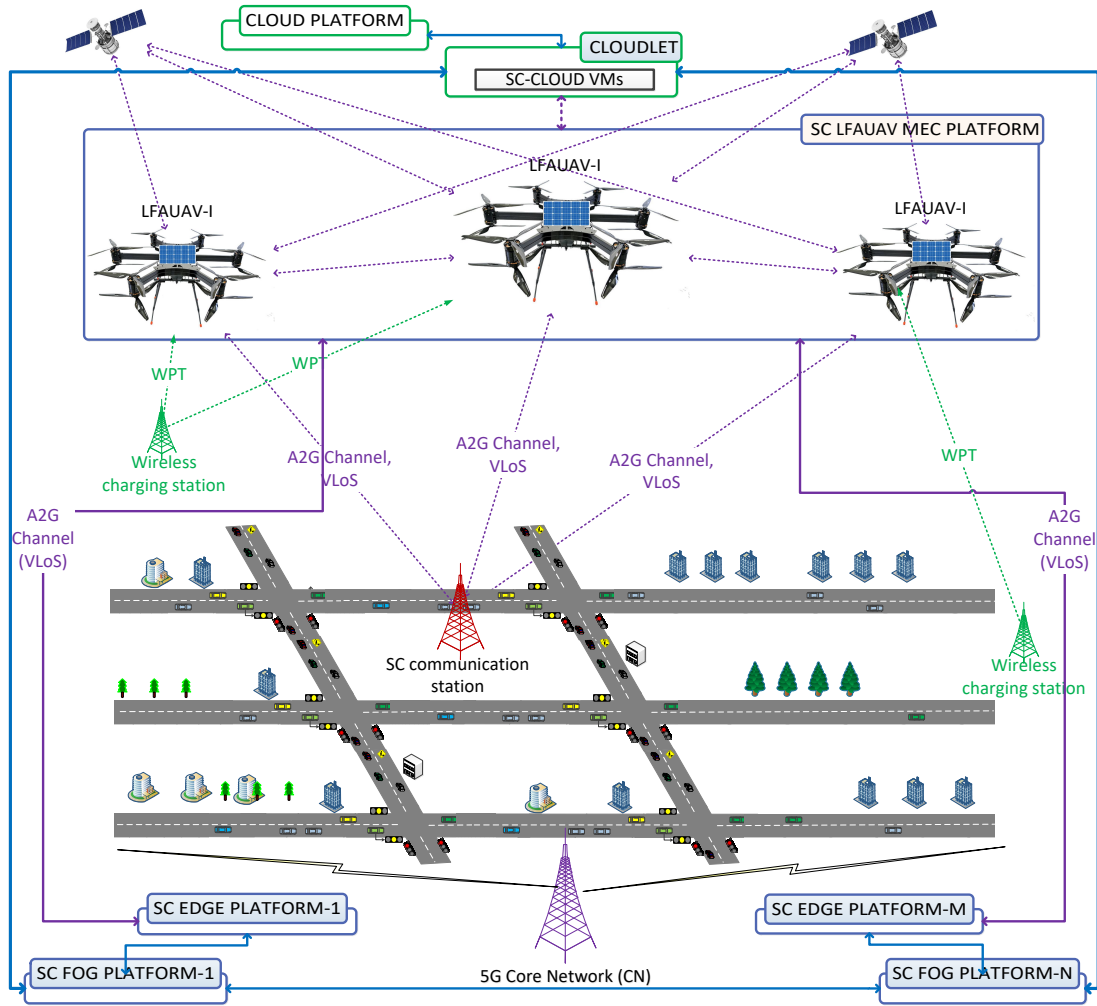 CLOUD PLATFORM
CLOUDLET
SC-CLOUD VMs
SC LFAUAV MEC PLATFORM
LFAUAV-I
LFAUAV-I
LFAUAV-I
WPT
WPT
WPT
Wireless
charging station
A2G Channel,
VLoS
A2G Channel,
VLoS
A2G Channel,
VLoS
A2G
Channel
(VLoS)
A2G
Channel
(VLoS)
SC communication
station
Wireless
charging station
SC EDGE PLATFORM-1
SC EDGE PLATFORM-M
SC FOG PLATFORM-1
5G Core Network (CN)
SC FOG PLATFORM-N